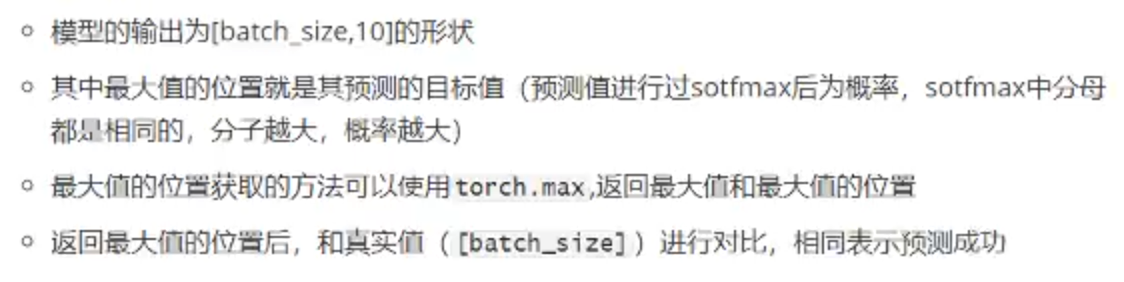 模型的输出为[batch_size,10]的形状
其中最大值的位置就是其预测的目标值（预测值进行过sotfmax后为概率，sotfmax中分母
都是相同的，分子越大，概率越大）
最大值的位置获取的方法可以使用torch.max,返回最大值和最大值的位置
返回最大值的位置后，和真实值（[batch_size]）进行对比，相同表示预测成功